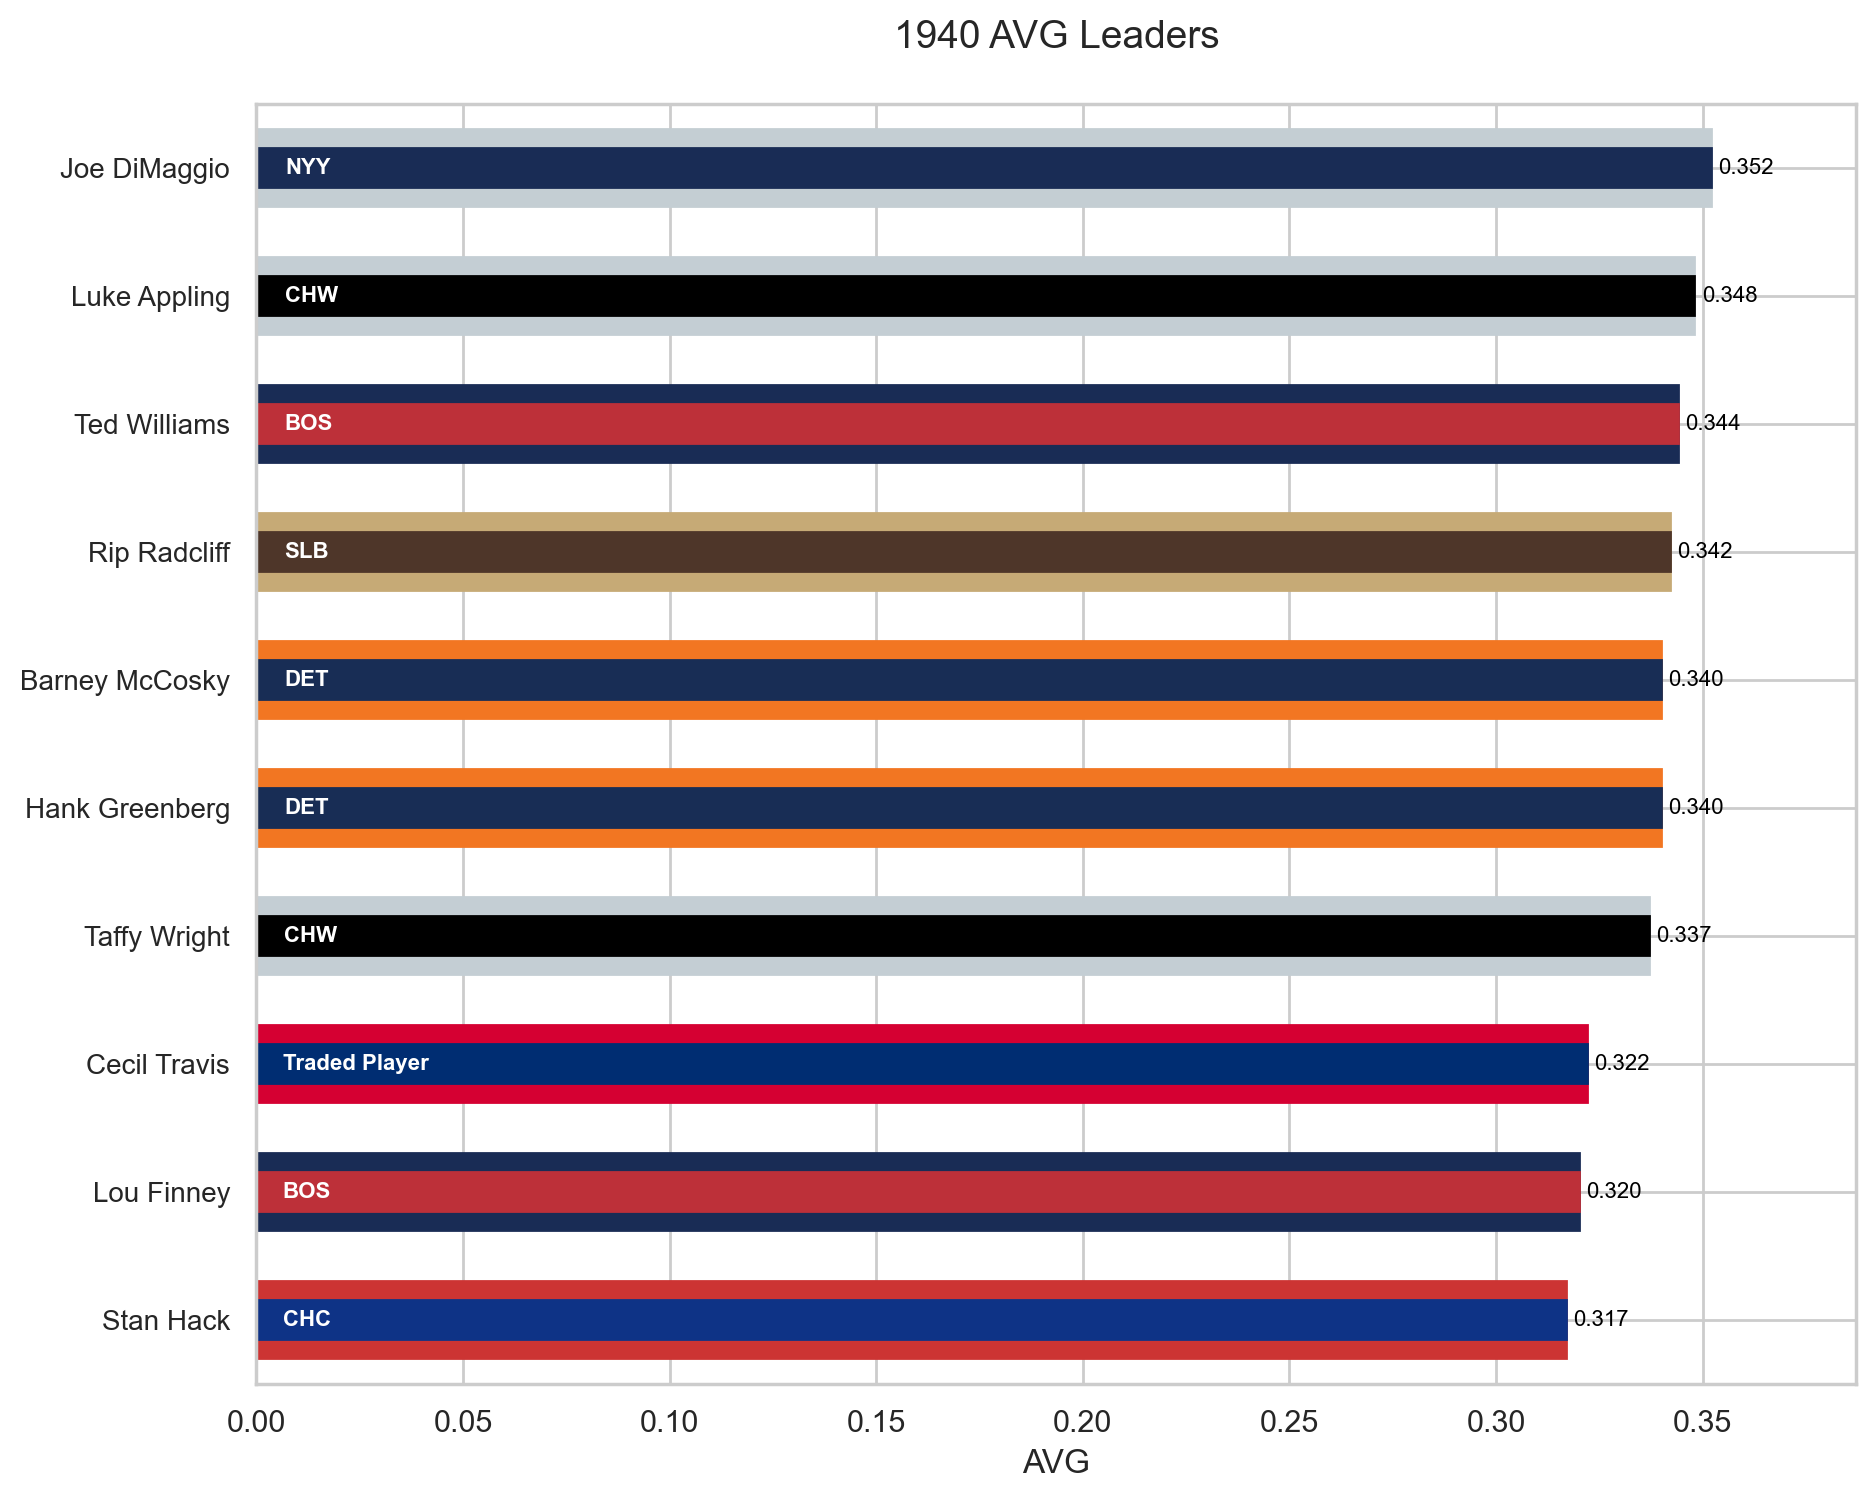 1940 AVG Leaders
Joe DiMaggio NYY 0.352
Luke Appling CHW 0.348
Ted Williams BOS 0.344
Rip Radcliff SLB 0.342
Barney McCosky DET 0.340
Hank Greenberg DET 0.340
Taffy Wright CHW 0.337
Cecil Travis Traded Player 0.322
Lou Finney BOS 0.320
Stan Hack CHC 0.317
0.00 0.05 0.10 0.15 0.20 0.25 0.30 0.35
AVG